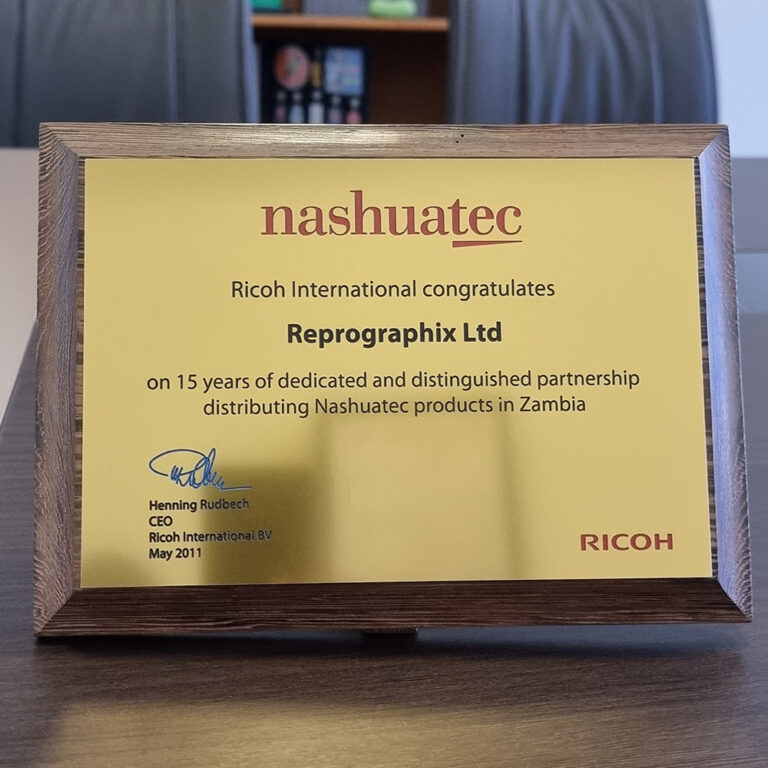 nashuatec
Ricoh International congratulates
Reprographix Ltd
on 15 years of dedicated and distinguished partnership
distributing Nashuatec products in Zambia
Henning Rudbech
CEO
Ricoh International BV
May 2011
RICOH